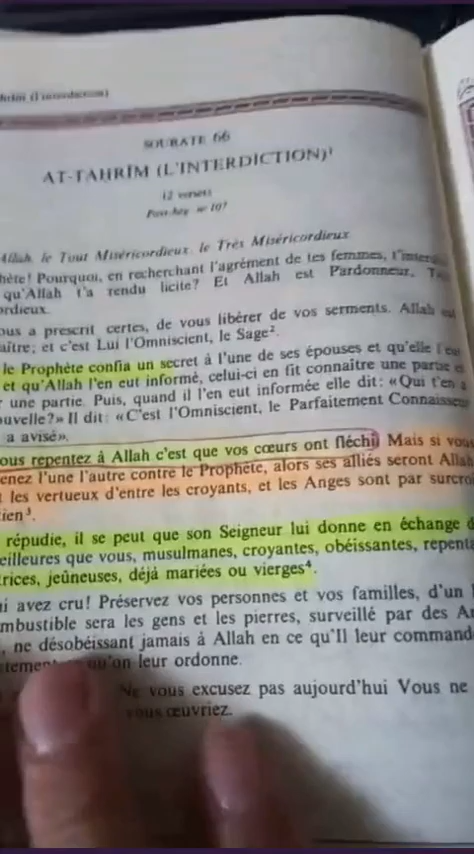 (l'interdiction)
SOURATE 66
AT-TAHRĪM (L'INTERDICTION)¹
12 versets
Post-hég. n° 107
Allah, le Tout Miséricordieux, le Très Miséricordieux
hète! Pourquoi, en recherchant l'agrément de tes femmes, t'inter
qu'Allah t'a rendu licite? Et Allah est Pardonneur, T
ordieux.
ous a prescrit certes, de vous libérer de vos serments. Allah est
aître; et c'est Lui l'Omniscient, le Sage².
le Prophète confia un secret à l'une de ses épouses et qu'elle l'eut
et qu'Allah l'en eut informé, celui-ci en fit connaître une partie e
r une partie. Puis, quand il l'en eut informée elle dit: «Qui t'en a
ouvelle?» Il dit: «C'est l'Omniscient, le Parfaitement Connaisseur
a avisé».
ous repentez à Allah c'est que vos cœurs ont fléchi Mais si vous
enez l'une l'autre contre le Prophète, alors ses alliés seront Allah
t les vertueux d'entre les croyants, et les Anges sont par surcro
ien³.
répudie, il se peut que son Seigneur lui donne en échange d
eilleures que vous, musulmanes, croyantes, obéissantes, repenta
rices, jeûneuses, déjà mariées ou vierges⁴.
ui avez cru! Préservez vos personnes et vos familles, d'un F
mbustible sera les gens et les pierres, surveillé par des An
, ne désobéissant jamais à Allah en ce qu'Il leur command
ctement qu'on leur ordonne.
Ne vous excusez pas aujourd'hui Vous ne
vous œuvriez.